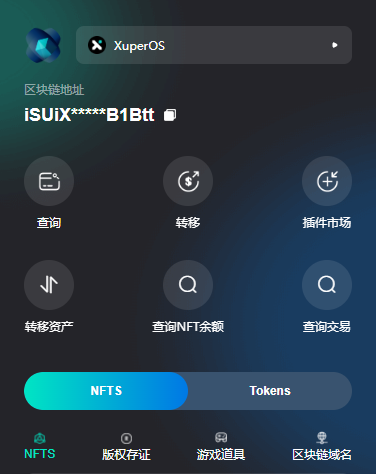 XuperOS
区块链地址
iSUiX*****B1Btt
查询 转移 插件市场
转移资产 查询NFT余额 查询交易
NFTS Tokens
NFTS 版权存证 游戏道具 区块链域名